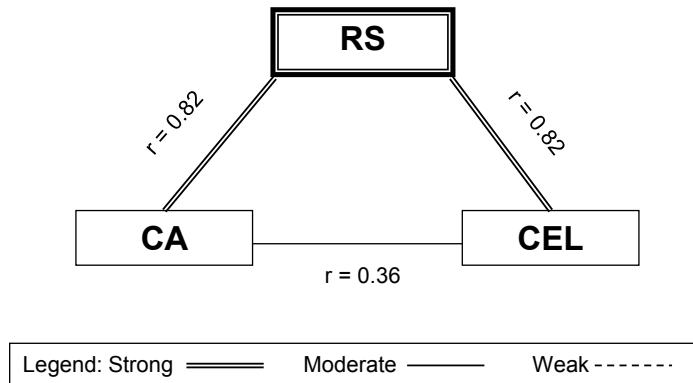 RS
r = 0.82
r = 0.82
CA
CEL
r = 0.36
Legend: Strong
Moderate
Weak